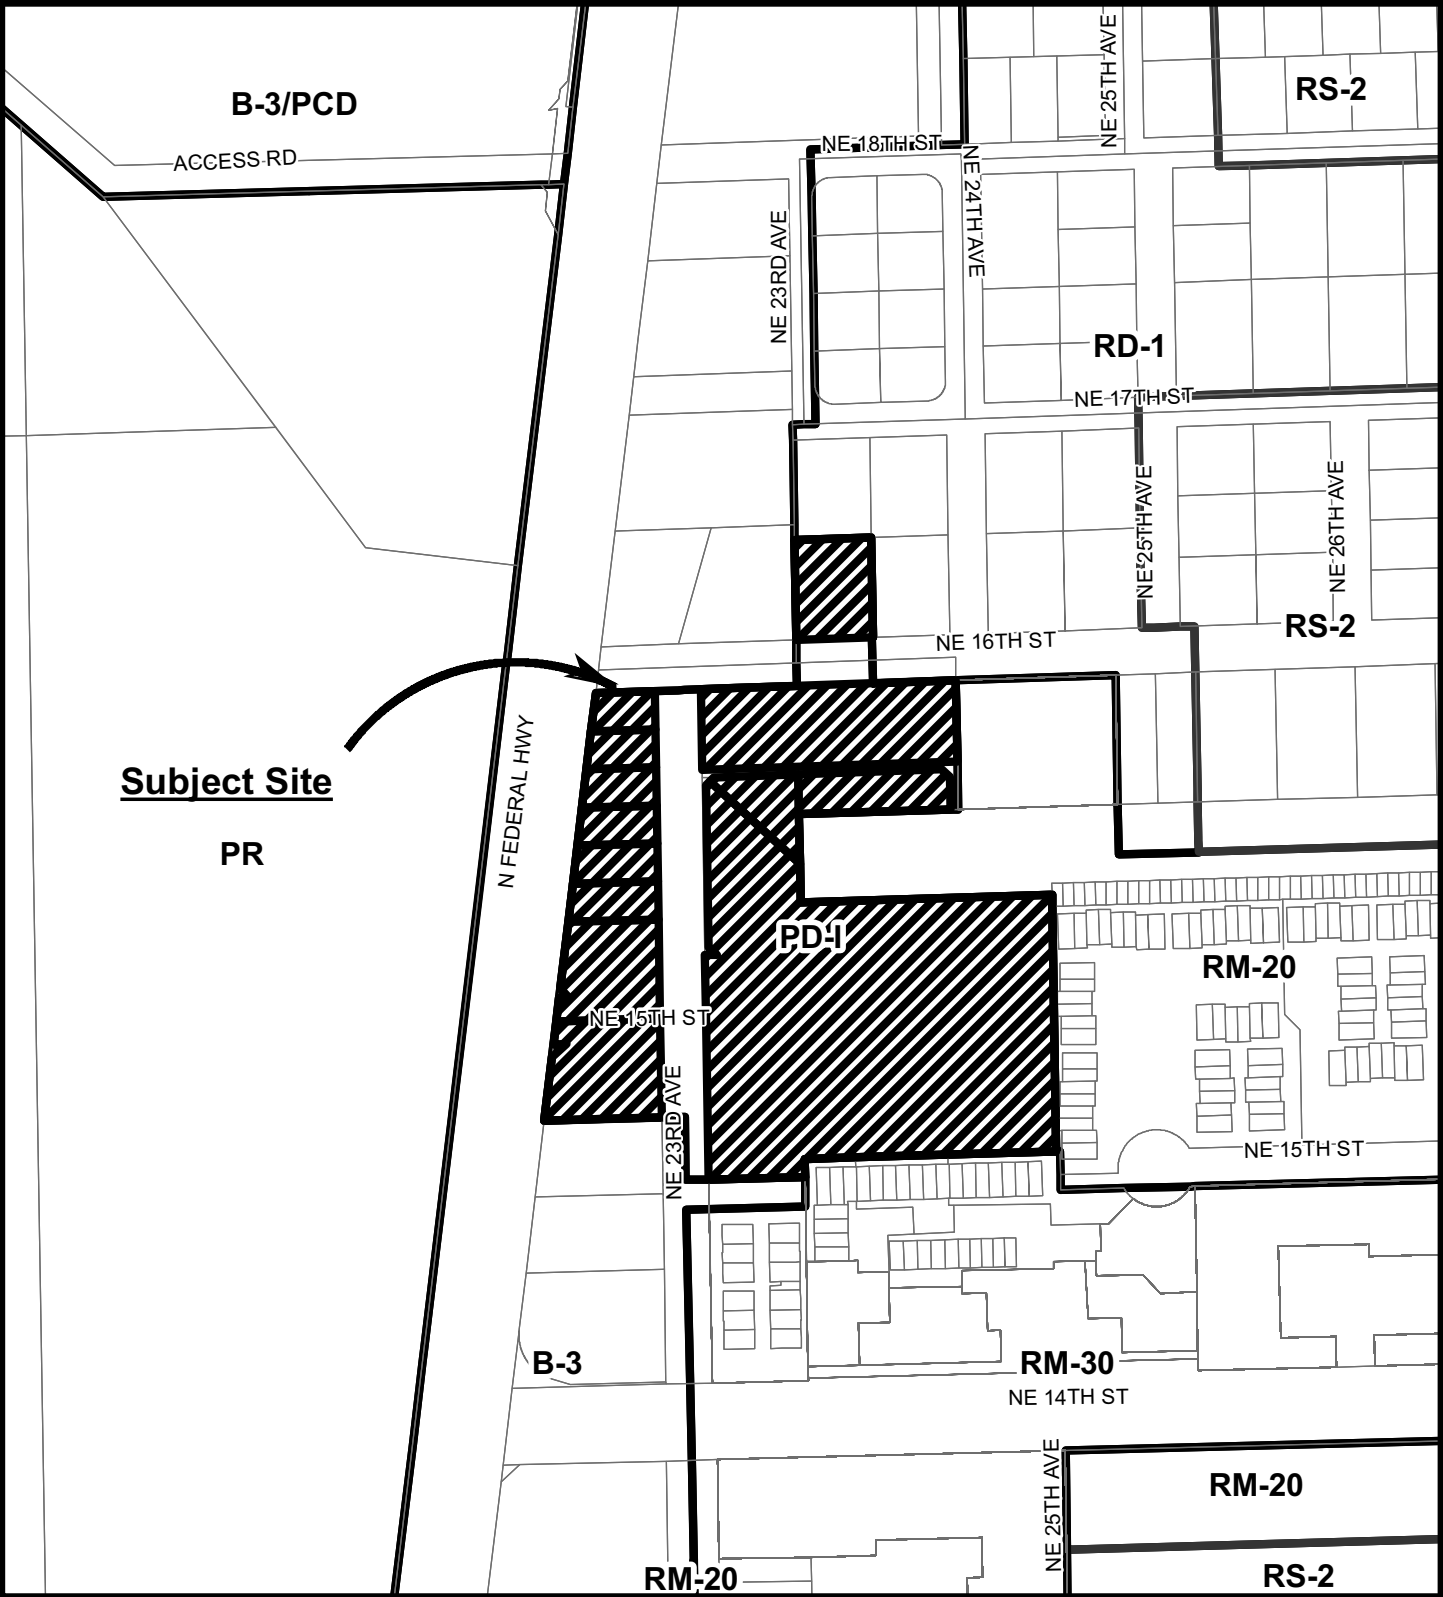 B-3/PCD
ACCESS RD
RS-2
NE 25TH AVE
NE 18TH ST
NE 24TH AVE
NE 23RD AVE
RD-1
NE 17TH ST
NE 25TH AVE
NE 26TH AVE
RS-2
NE 16TH ST
Subject Site
PR
N FEDERAL HWY
PD-I
RM-20
NE 15TH ST
NE 23RD AVE
NE 15TH ST
B-3
RM-30
NE 14TH ST
NE 25TH AVE
RM-20
RM-20
RS-2